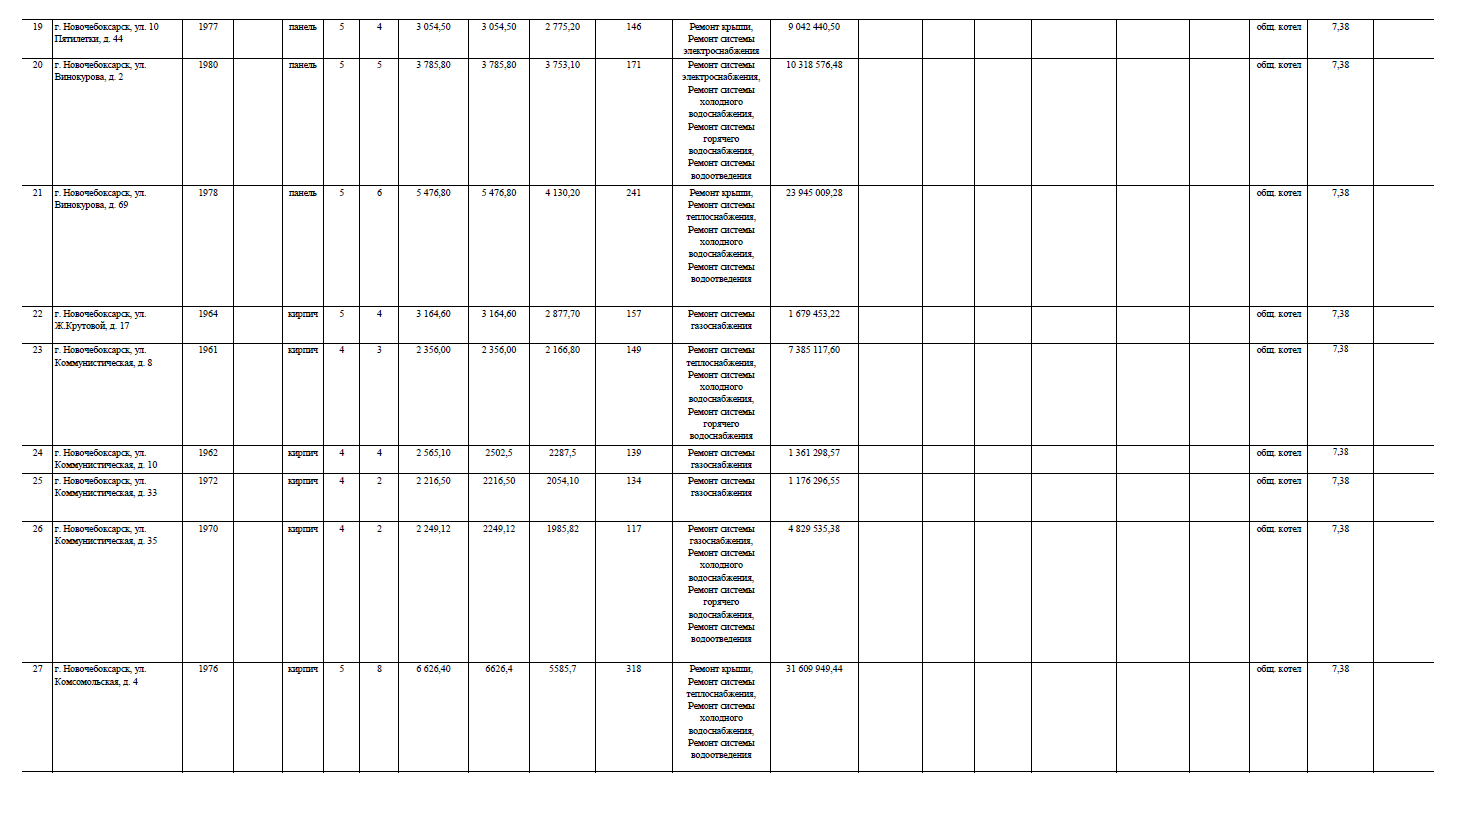 19 г. Новочебоксарск, ул. 10 1977 панель 5 4 3 054,50 3 054,50 2 775,20 146 Ремонт крыши, 9 042 440,50 общ. котел 7,38
Пятилетки, д. 44 Ремонт системы
электроснабжения
20 г. Новочебоксарск, ул. 1980 панель 5 5 3 785,80 3 785,80 3 753,10 171 Ремонт системы 10 318 576,48 общ. котел 7,38
Винокурова, д. 2 электроснабжения,
Ремонт системы
холодного
водоснабжения,
Ремонт системы
горячего
водоснабжения,
Ремонт системы
водоотведения
21 г. Новочебоксарск, ул. 1978 панель 5 6 5 476,80 5 476,80 4 130,20 241 Ремонт крыши, 23 945 009,28 общ. котел 7,38
Винокурова, д. 69 Ремонт системы
теплоснабжения,
Ремонт системы
холодного
водоснабжения,
Ремонт системы
водоотведения
22 г. Новочебоксарск, ул. 1964 кирпич 5 4 3 164,60 3 164,60 2 877,70 157 Ремонт системы 1 679 453,22 общ. котел 7,38
Ж.Крутовой, д. 17 газоснабжения
23 г. Новочебоксарск, ул. 1961 кирпич 4 3 2 356,00 2 356,00 2 166,80 149 Ремонт системы 7 385 117,60 общ. котел 7,38
Коммунистическая, д. 8 теплоснабжения,
Ремонт системы
холодного
водоснабжения,
Ремонт системы
горячего
водоснабжения
24 г. Новочебоксарск, ул. 1962 кирпич 4 4 2 565,10 2502,5 2287,5 139 Ремонт системы 1 361 298,57 общ. котел 7,38
Коммунистическая, д. 10 газоснабжения
25 г. Новочебоксарск, ул. 1972 кирпич 4 2 2 216,50 2216,50 2054,10 134 Ремонт системы 1 176 296,55 общ. котел 7,38
Коммунистическая, д. 33 газоснабжения
26 г. Новочебоксарск, ул. 1970 кирпич 4 2 2 249,12 2249,12 1985,82 117 Ремонт системы 4 829 535,38 общ. котел 7,38
Коммунистическая, д. 35 газоснабжения,
Ремонт системы
холодного
водоснабжения,
Ремонт системы
горячего
водоснабжения,
Ремонт системы
водоотведения
27 г. Новочебоксарск, ул. 1976 кирпич 5 8 6 626,40 6626,4 5585,7 318 Ремонт крыши, 31 609 949,44 общ. котел 7,38
Комсомольская, д. 4 Ремонт системы
теплоснабжения,
Ремонт системы
холодного
водоснабжения,
Ремонт системы
водоотведения